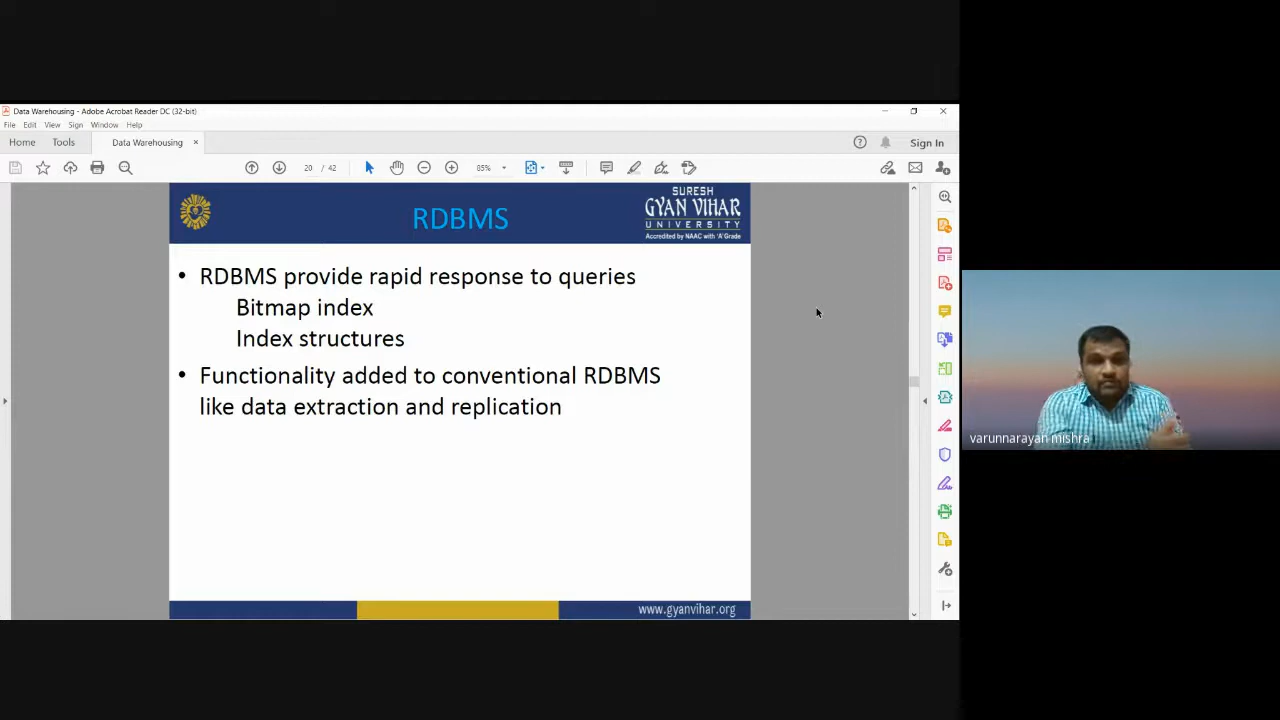 Data Warehousing - Adobe Acrobat Reader DC (32-bit)
File Edit View Sign Window Help
Home Tools Data Warehousing × Sign In
20 / 42 85%
RDBMS
SURESH
GYAN VIHAR
UNIVERSITY
Accredited by NAAC with 'A' Grade
• RDBMS provide rapid response to queries
Bitmap index
Index structures
• Functionality added to conventional RDBMS
like data extraction and replication
www.gyanvihar.org
varunnarayan mishra